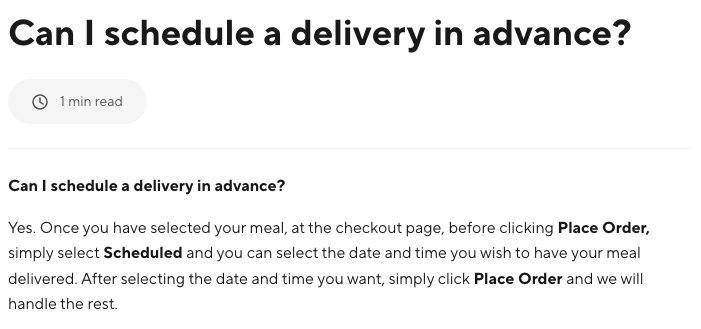 Can I schedule a delivery in advance?
1 min read
Can I schedule a delivery in advance?
Yes. Once you have selected your meal, at the checkout page, before clicking Place Order,
simply select Scheduled and you can select the date and time you wish to have your meal
delivered. After selecting the date and time you want, simply click Place Order and we will
handle the rest.